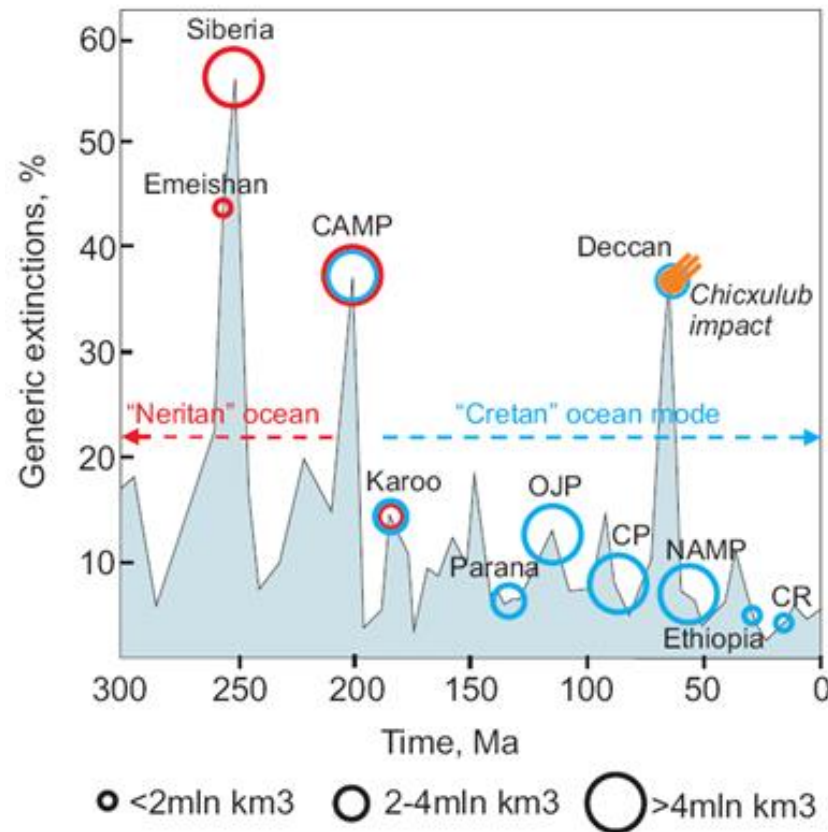 Generic extinctions, %
60
50
40
30
20
10
Siberia
Emeishan
CAMP
Deccan
Chicxulub
impact
"Neritan" ocean
"Cretan" ocean mode
Karoo
OJP
CP
Parana
NAMP
CR
Ethiopia
300
250
200
150
100
50
0
Time, Ma
<2mln km3
2-4mln km3
>4mln km3